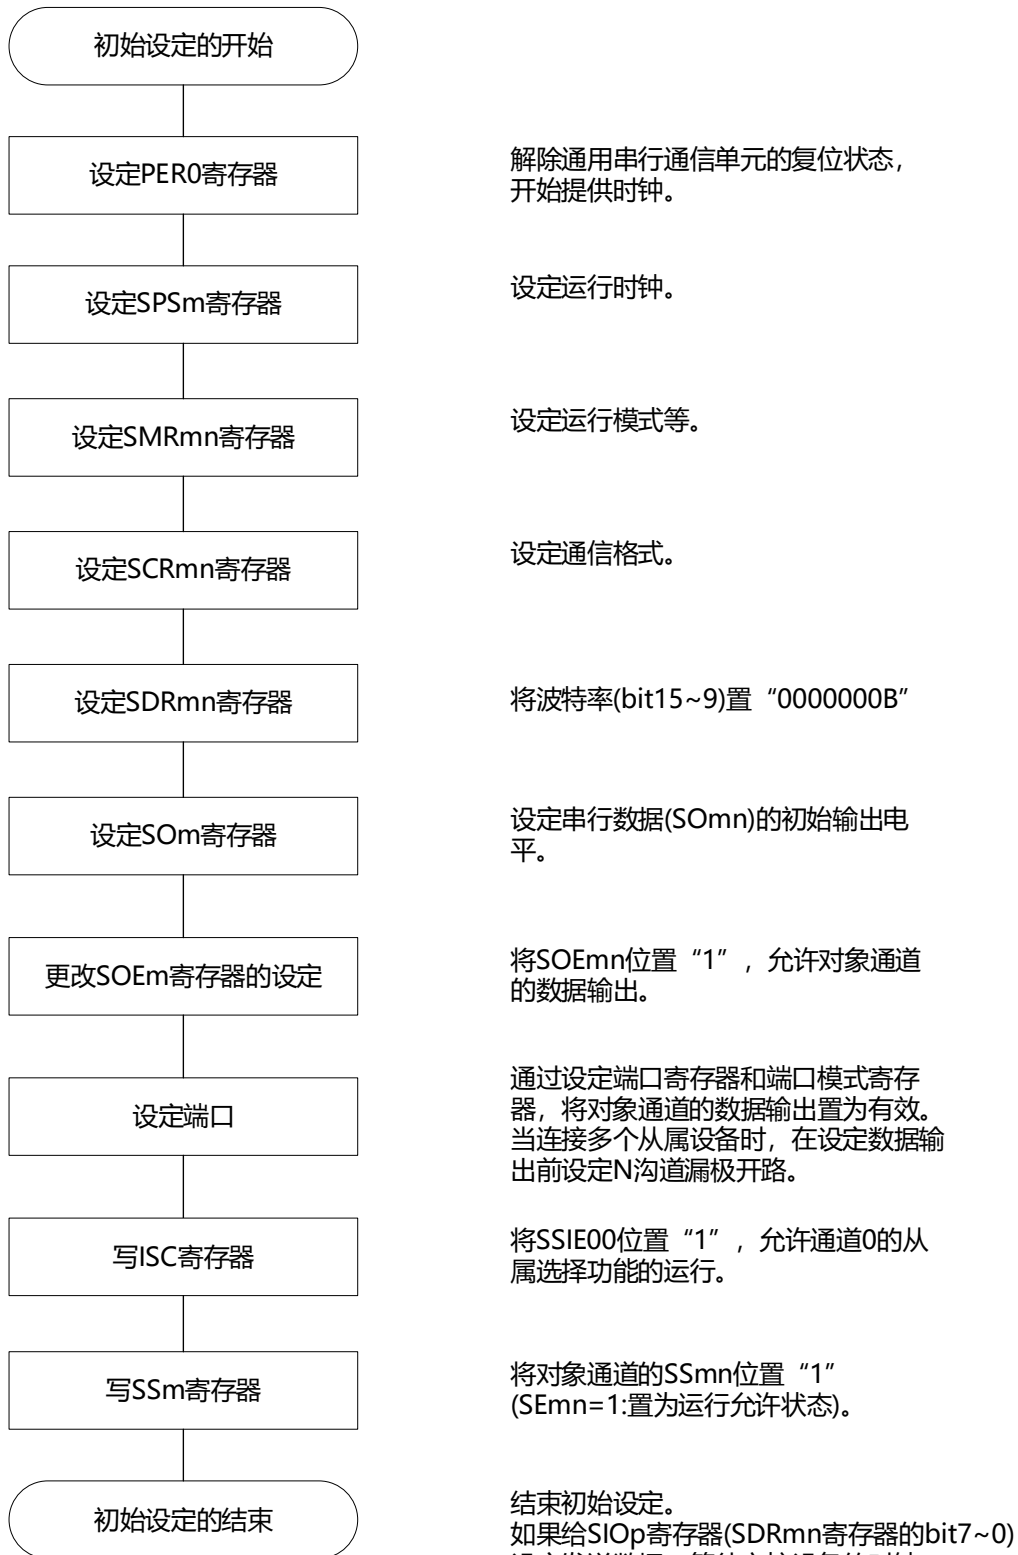 初始设定的开始
设定PER0寄存器
解除通用串行通信单元的复位状态，
开始提供时钟。
设定SPSm寄存器
设定运行时钟。
设定SMRmn寄存器
设定运行模式等。
设定SCRmn寄存器
设定通信格式。
设定SDRmn寄存器
将波特率(bit15~9)置“0000000B”
设定SOm寄存器
设定串行数据(SOmn)的初始输出电
平。
更改SOEm寄存器的设定
将SOEmn位置“1”，允许对象通道
的数据输出。
设定端口
通过设定端口寄存器和端口模式寄存
器，将对象通道的数据输出置为有效。
当连接多个从属设备时，在设定数据输
出前设定N沟道漏极开路。
写ISC寄存器
将SSIE00位置“1”，允许通道0的从
属选择功能的运行。
写SSm寄存器
将对象通道的SSmn位置“1”
(SEmn=1:置为运行允许状态)。
初始设定的结束
结束初始设定。
如果给SIOp寄存器(SDRmn寄存器的bit7~0)